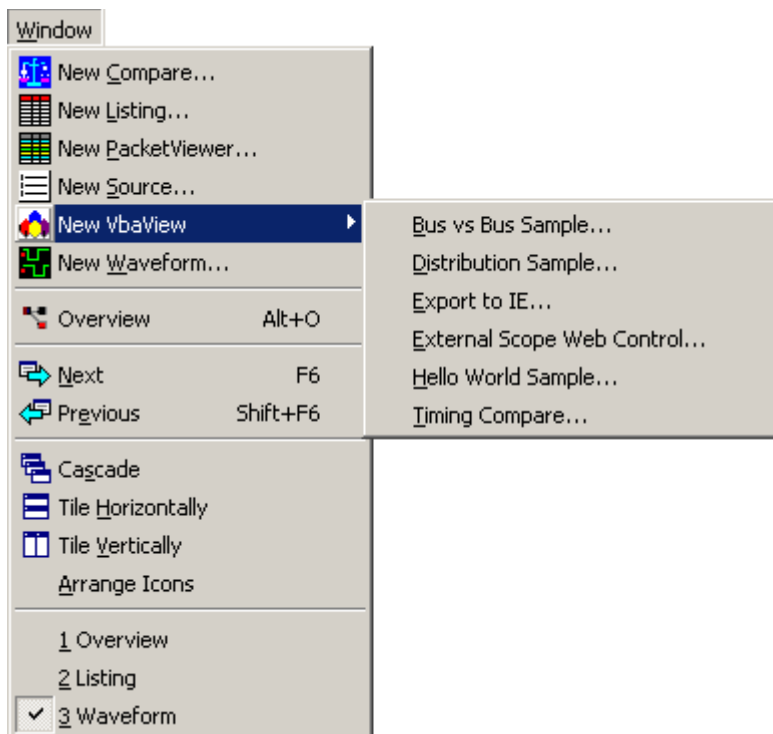 Window
New Compare...
New Listing...
New PacketViewer...
New Source...
New VbaView
New Waveform...
Overview Alt+O
Next F6
Previous Shift+F6
Cascade
Tile Horizontally
Tile Vertically
Arrange Icons
1 Overview
2 Listing
3 Waveform
Bus vs Bus Sample...
Distribution Sample...
Export to IE...
External Scope Web Control...
Hello World Sample...
Timing Compare...